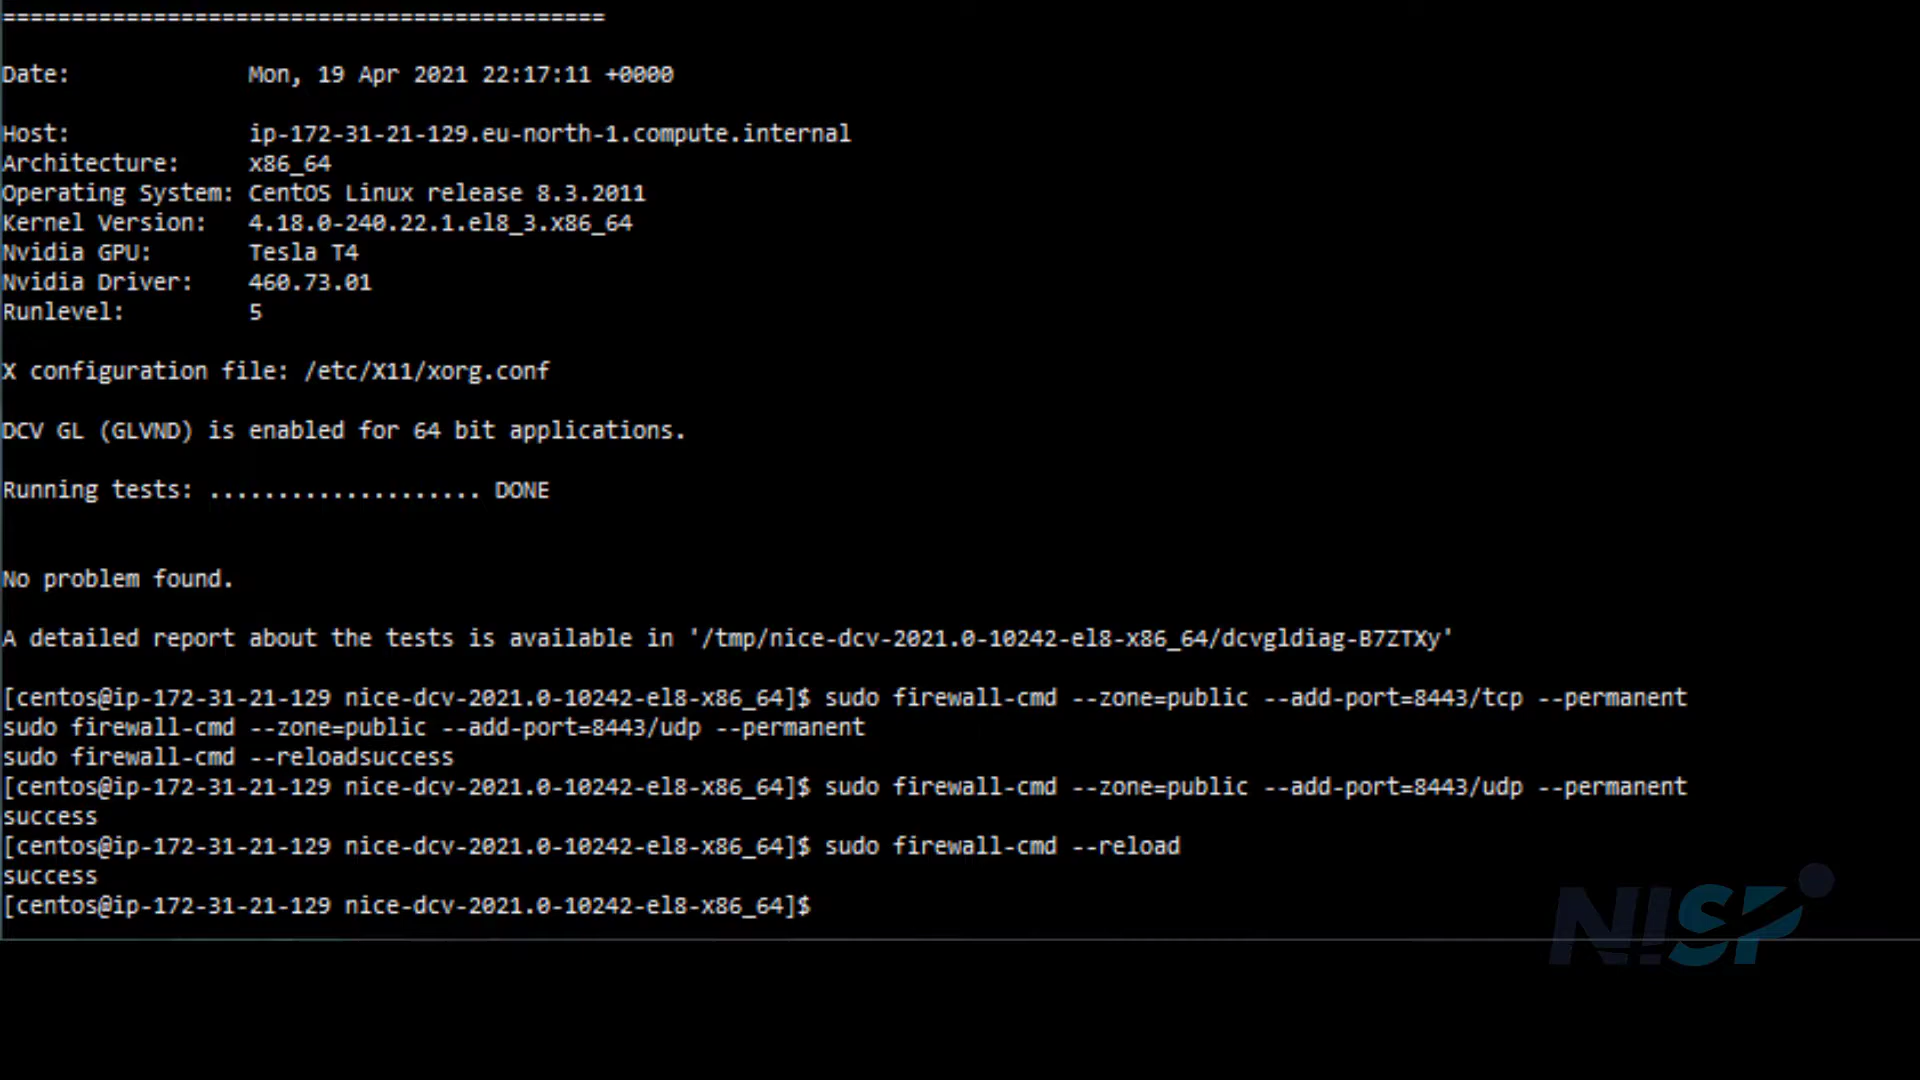 ============================================
Date: Mon, 19 Apr 2021 22:17:11 +0000
Host: ip-172-31-21-129.eu-north-1.compute.internal
Architecture: x86_64
Operating System: CentOS Linux release 8.3.2011
Kernel Version: 4.18.0-240.22.1.el8_3.x86_64
Nvidia GPU: Tesla T4
Nvidia Driver: 460.73.01
Runlevel: 5
X configuration file: /etc/X11/xorg.conf
DCV GL (GLVND) is enabled for 64 bit applications.
Running tests: .................... DONE
No problem found.
A detailed report about the tests is available in '/tmp/nice-dcv-2021.0-10242-el8-x86_64/dcvgldiag-B7ZTXy'
[centos@ip-172-31-21-129 nice-dcv-2021.0-10242-el8-x86_64]$ sudo firewall-cmd --zone=public --add-port=8443/tcp --permanent
sudo firewall-cmd --zone=public --add-port=8443/udp --permanent
sudo firewall-cmd --reloadsuccess
[centos@ip-172-31-21-129 nice-dcv-2021.0-10242-el8-x86_64]$ sudo firewall-cmd --zone=public --add-port=8443/udp --permanent
success
[centos@ip-172-31-21-129 nice-dcv-2021.0-10242-el8-x86_64]$ sudo firewall-cmd --reload
success
[centos@ip-172-31-21-129 nice-dcv-2021.0-10242-el8-x86_64]$
NISP